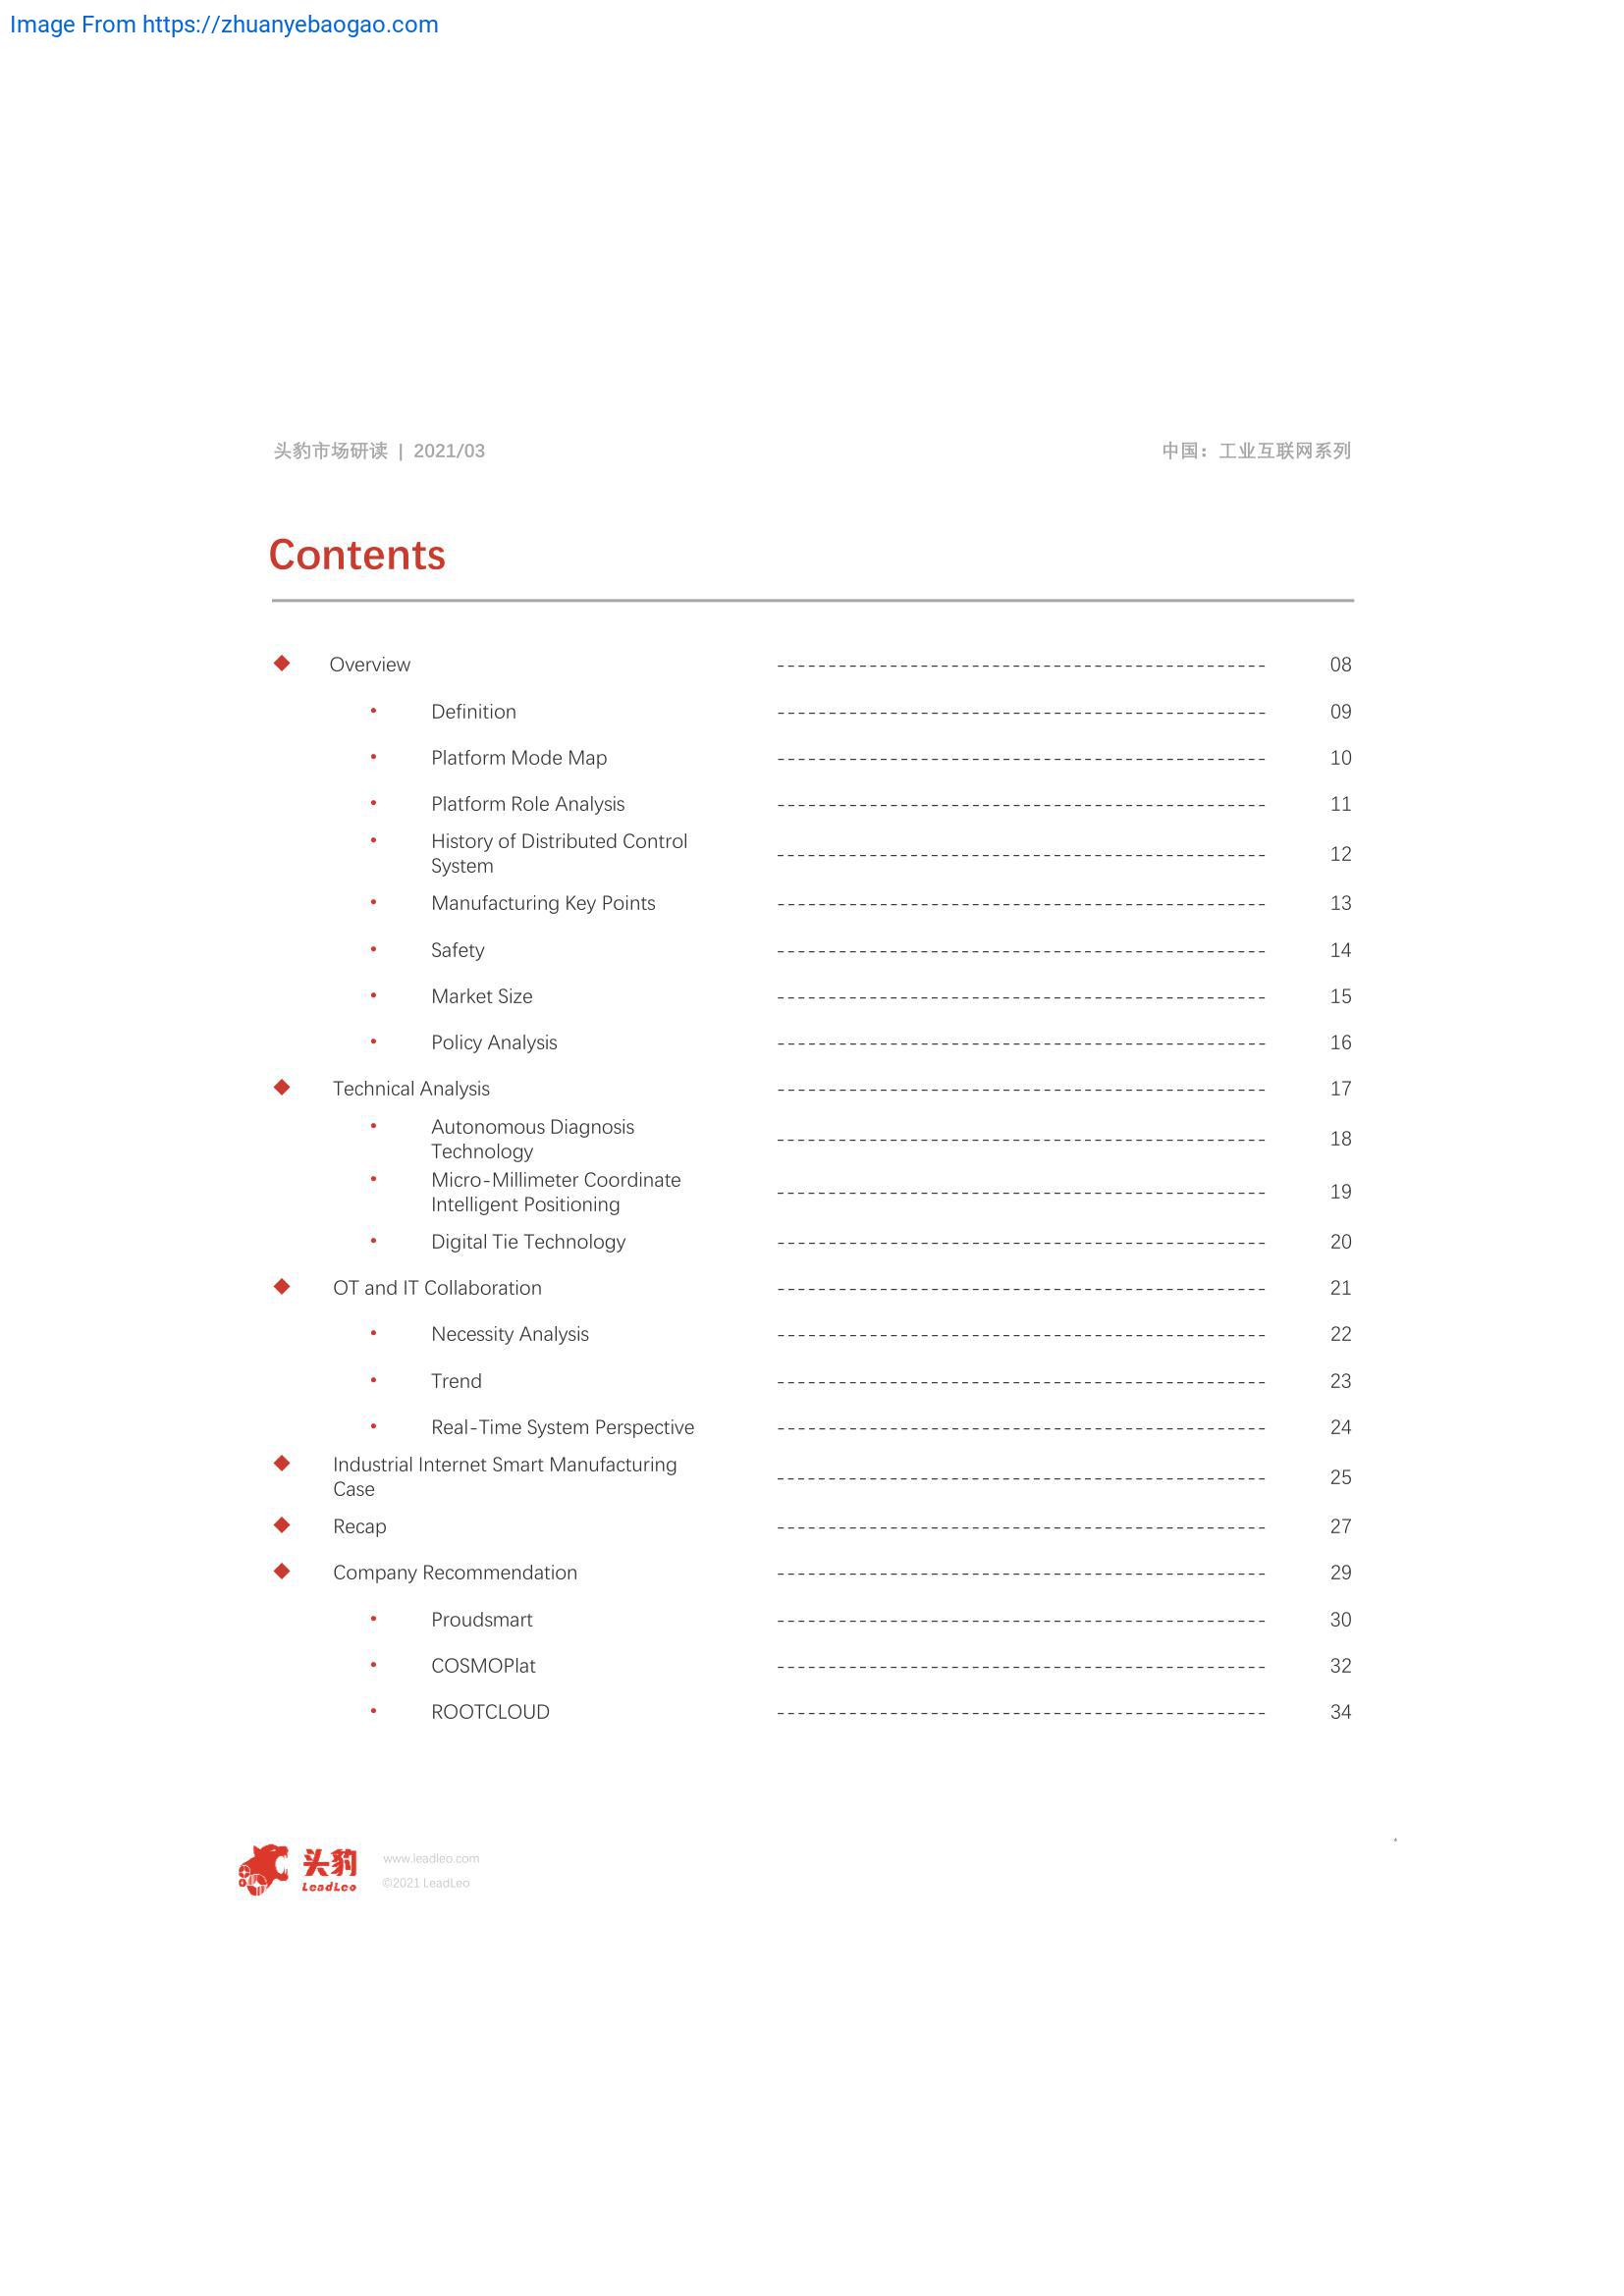 Image From https://zhuanyebaogao.com
头豹市场研读 | 2021/03
中国：工业互联网系列
Contents
◆ Overview ----------------------------------------------- 08
• Definition ----------------------------------------------- 09
• Platform Mode Map ----------------------------------------------- 10
• Platform Role Analysis ----------------------------------------------- 11
• History of Distributed Control
System ----------------------------------------------- 12
• Manufacturing Key Points ----------------------------------------------- 13
• Safety ----------------------------------------------- 14
• Market Size ----------------------------------------------- 15
• Policy Analysis ----------------------------------------------- 16
◆ Technical Analysis ----------------------------------------------- 17
• Autonomous Diagnosis
Technology ----------------------------------------------- 18
• Micro-Millimeter Coordinate
Intelligent Positioning ----------------------------------------------- 19
• Digital Tie Technology ----------------------------------------------- 20
◆ OT and IT Collaboration ----------------------------------------------- 21
• Necessity Analysis ----------------------------------------------- 22
• Trend ----------------------------------------------- 23
• Real-Time System Perspective ----------------------------------------------- 24
◆ Industrial Internet Smart Manufacturing
Case ----------------------------------------------- 25
◆ Recap ----------------------------------------------- 27
◆ Company Recommendation ----------------------------------------------- 29
• Proudsmart ----------------------------------------------- 30
• COSMOPlat ----------------------------------------------- 32
• ROOTCLOUD ----------------------------------------------- 34
头豹
LeadLeo
www.leadleo.com
©2021 LeadLeo